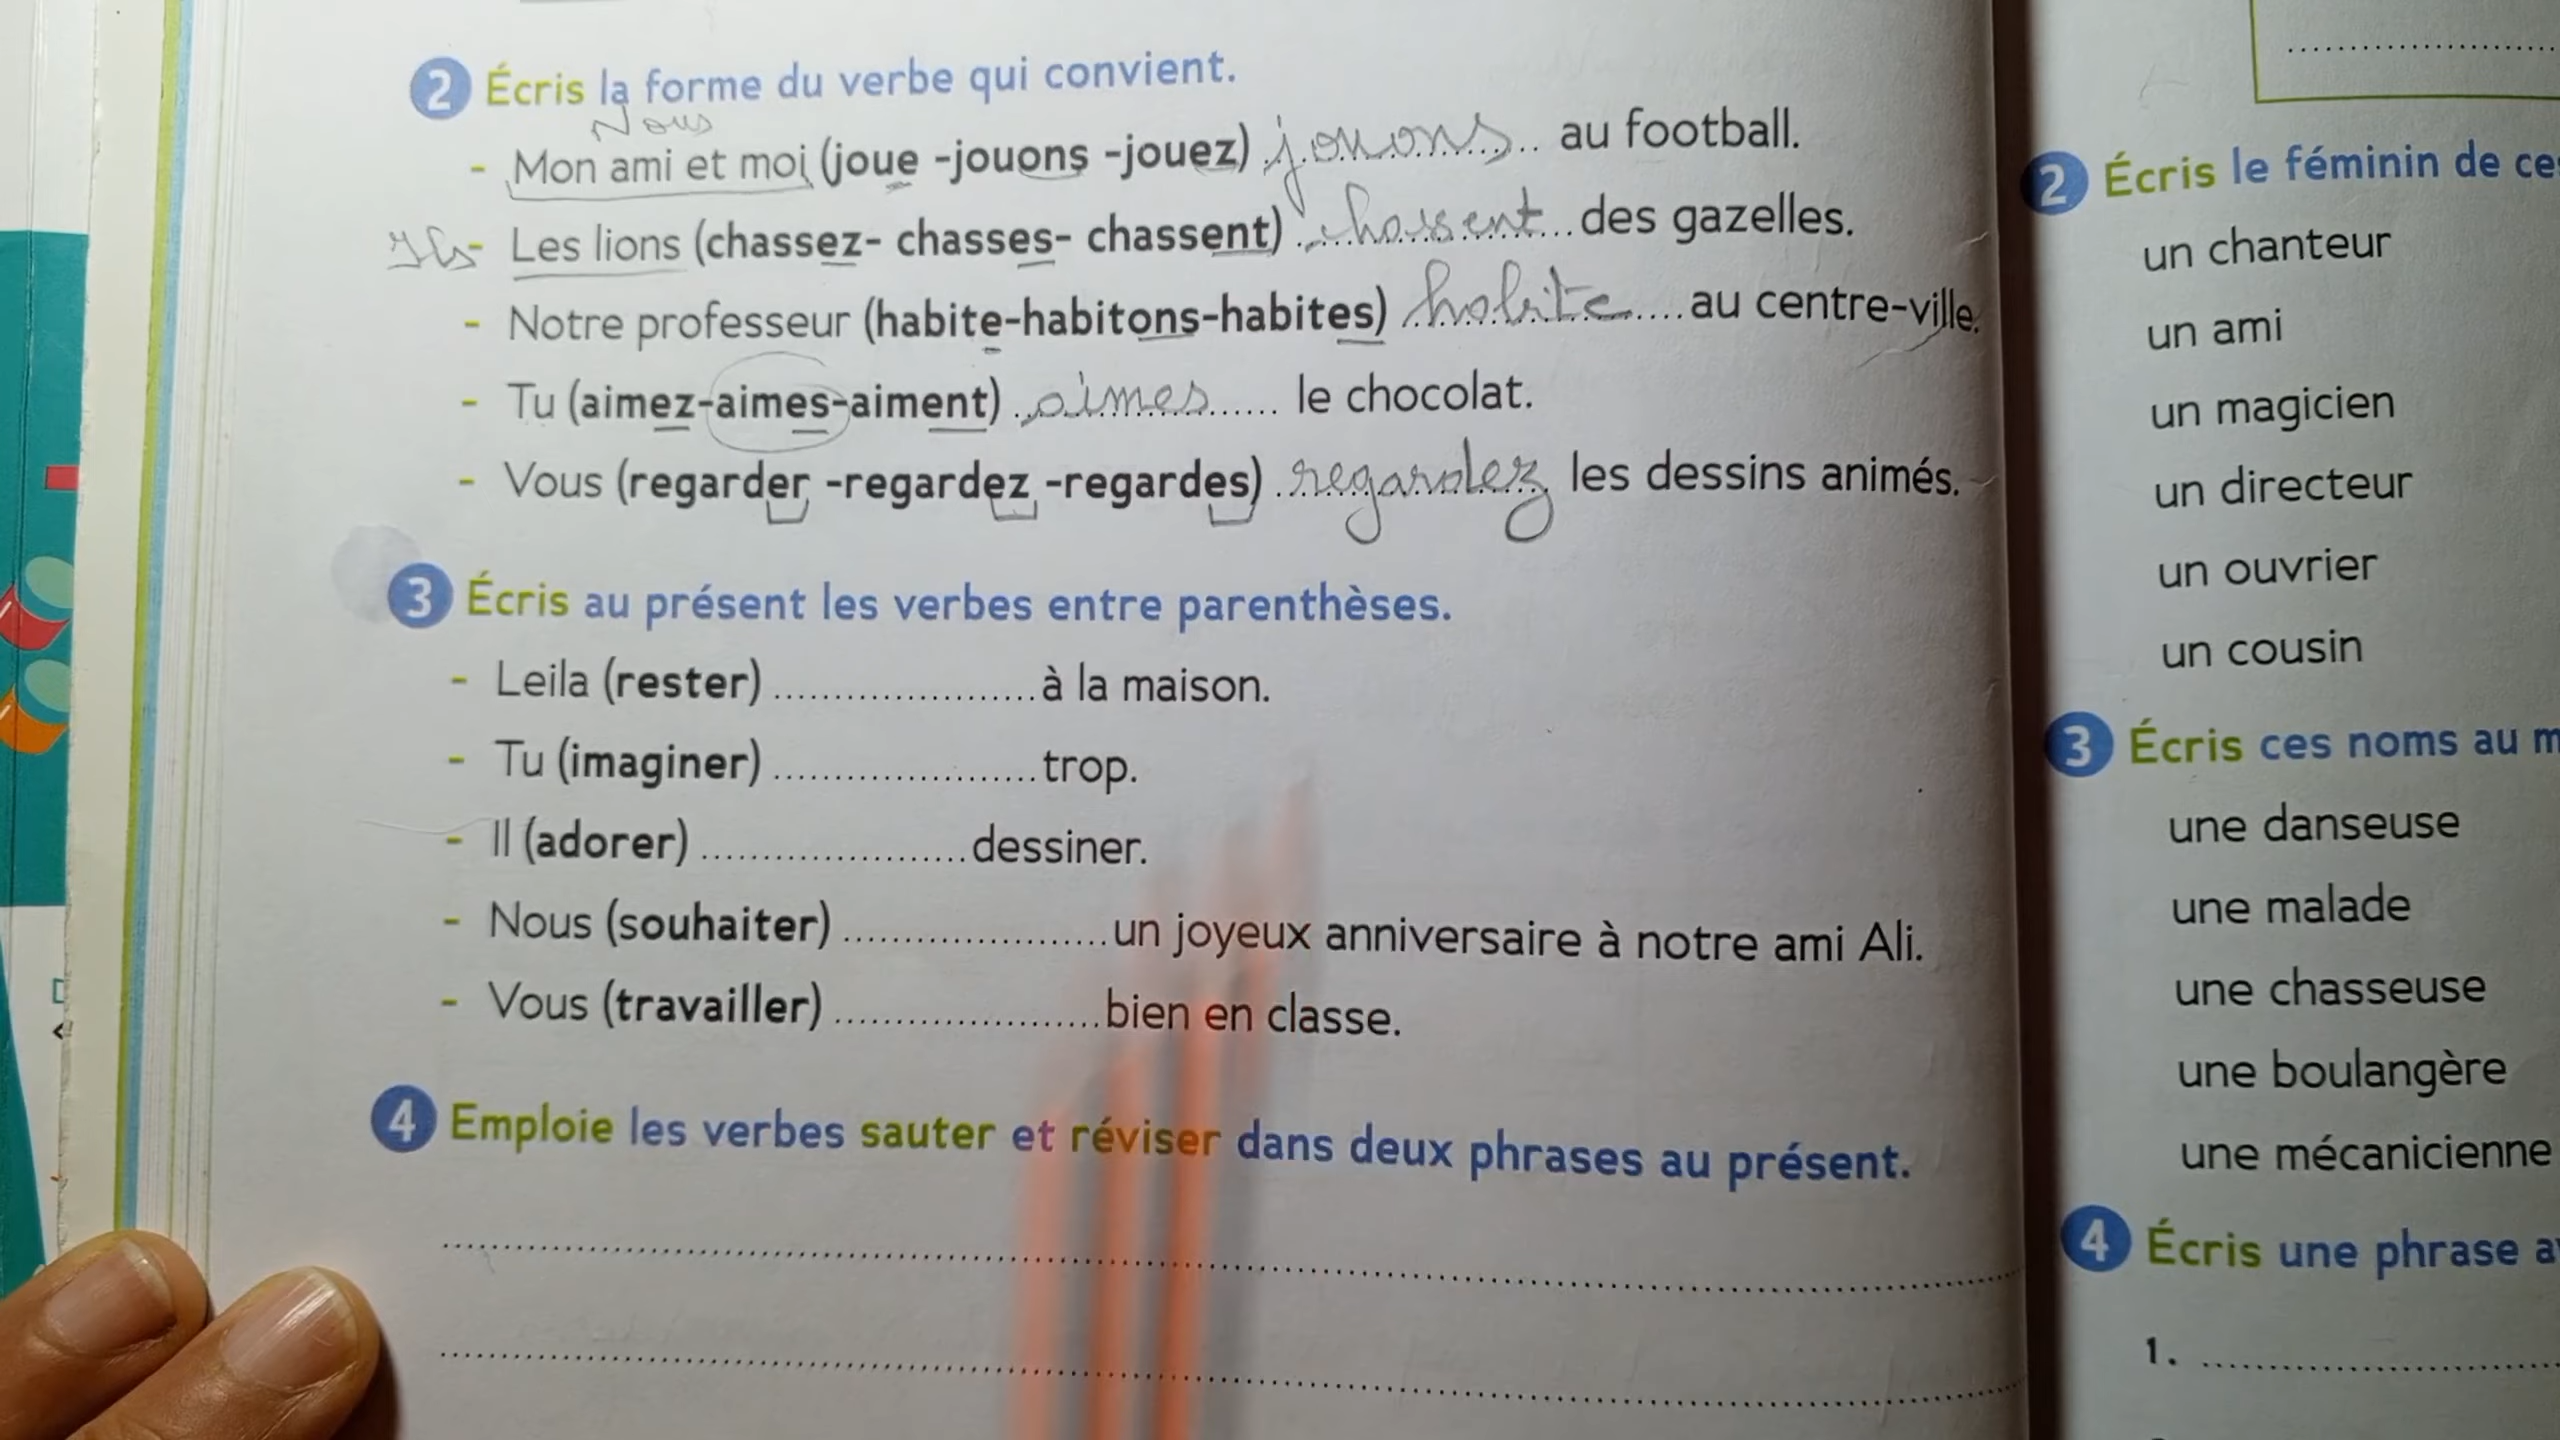 2 Écris la forme du verbe qui convient.
Nous
- Mon ami et moi (joue -jouons -jouez) jouons.. au football.
Ils - Les lions (chassez- chasses- chassent) chassent...des gazelles.
- Notre professeur (habite-habitons-habites) habite....au centre-ville.
- Tu (aimez-aimes-aiment) aimes...... le chocolat.
- Vous (regarder -regardez -regardes) regardez les dessins animés.
3 Écris au présent les verbes entre parenthèses.
- Leila (rester) ......................à la maison.
- Tu (imaginer) ......................trop.
- Il (adorer) ......................dessiner.
- Nous (souhaiter) ......................un joyeux anniversaire à notre ami Ali.
- Vous (travailler) ......................bien en classe.
4 Emploie les verbes sauter et réviser dans deux phrases au présent.
2 Écris le féminin de
un chanteur
un ami
un magicien
un directeur
un ouvrier
un cousin
3 Écris ces noms au
une danseuse
une malade
une chasseuse
une boulangère
une mécanicienne
4 Écris une phrase
1. ......................